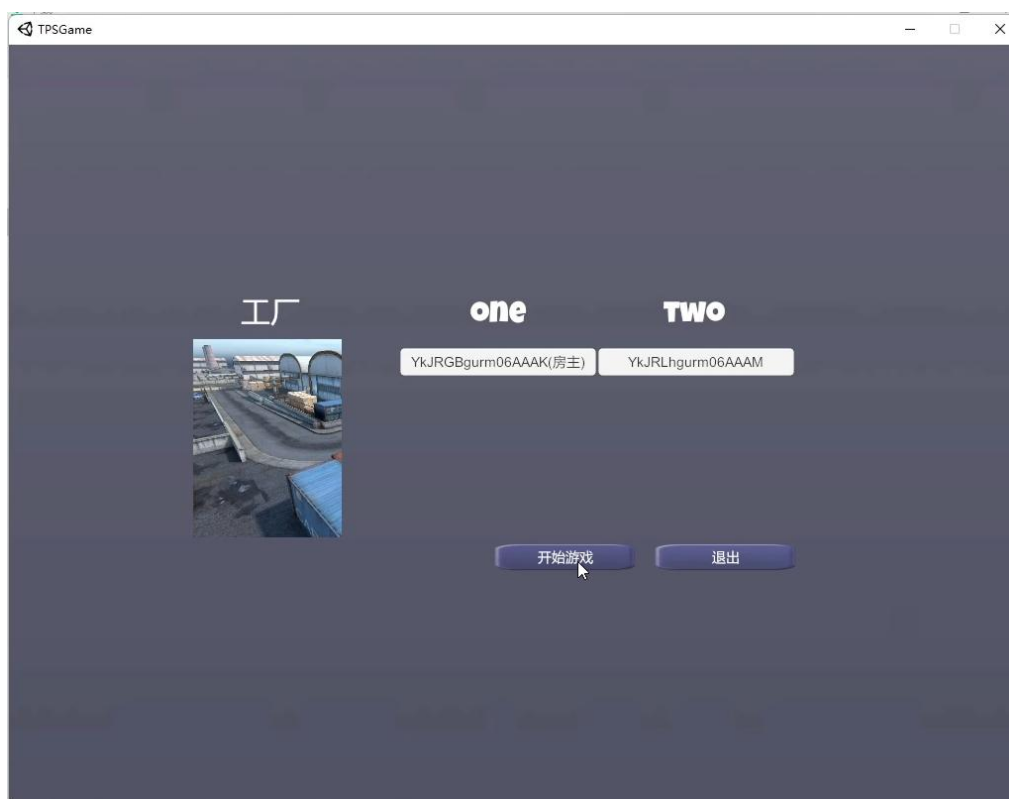 TPSGame
工厂
one
TWO
YkJRGBgurm06AAAK(房主)
YkJRLhgurm06AAAM
开始游戏
退出